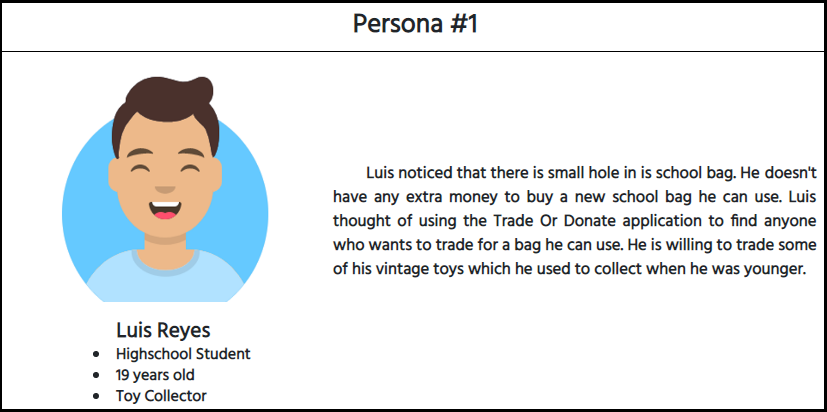 Persona #1
Luis noticed that there is small hole in is school bag. He doesn't
have any extra money to buy a new school bag he can use. Luis
thought of using the Trade Or Donate application to find anyone
who wants to trade for a bag he can use. He is willing to trade some
of his vintage toys which he used to collect when he was younger.
Luis Reyes
• Highschool Student
• 19 years old
• Toy Collector